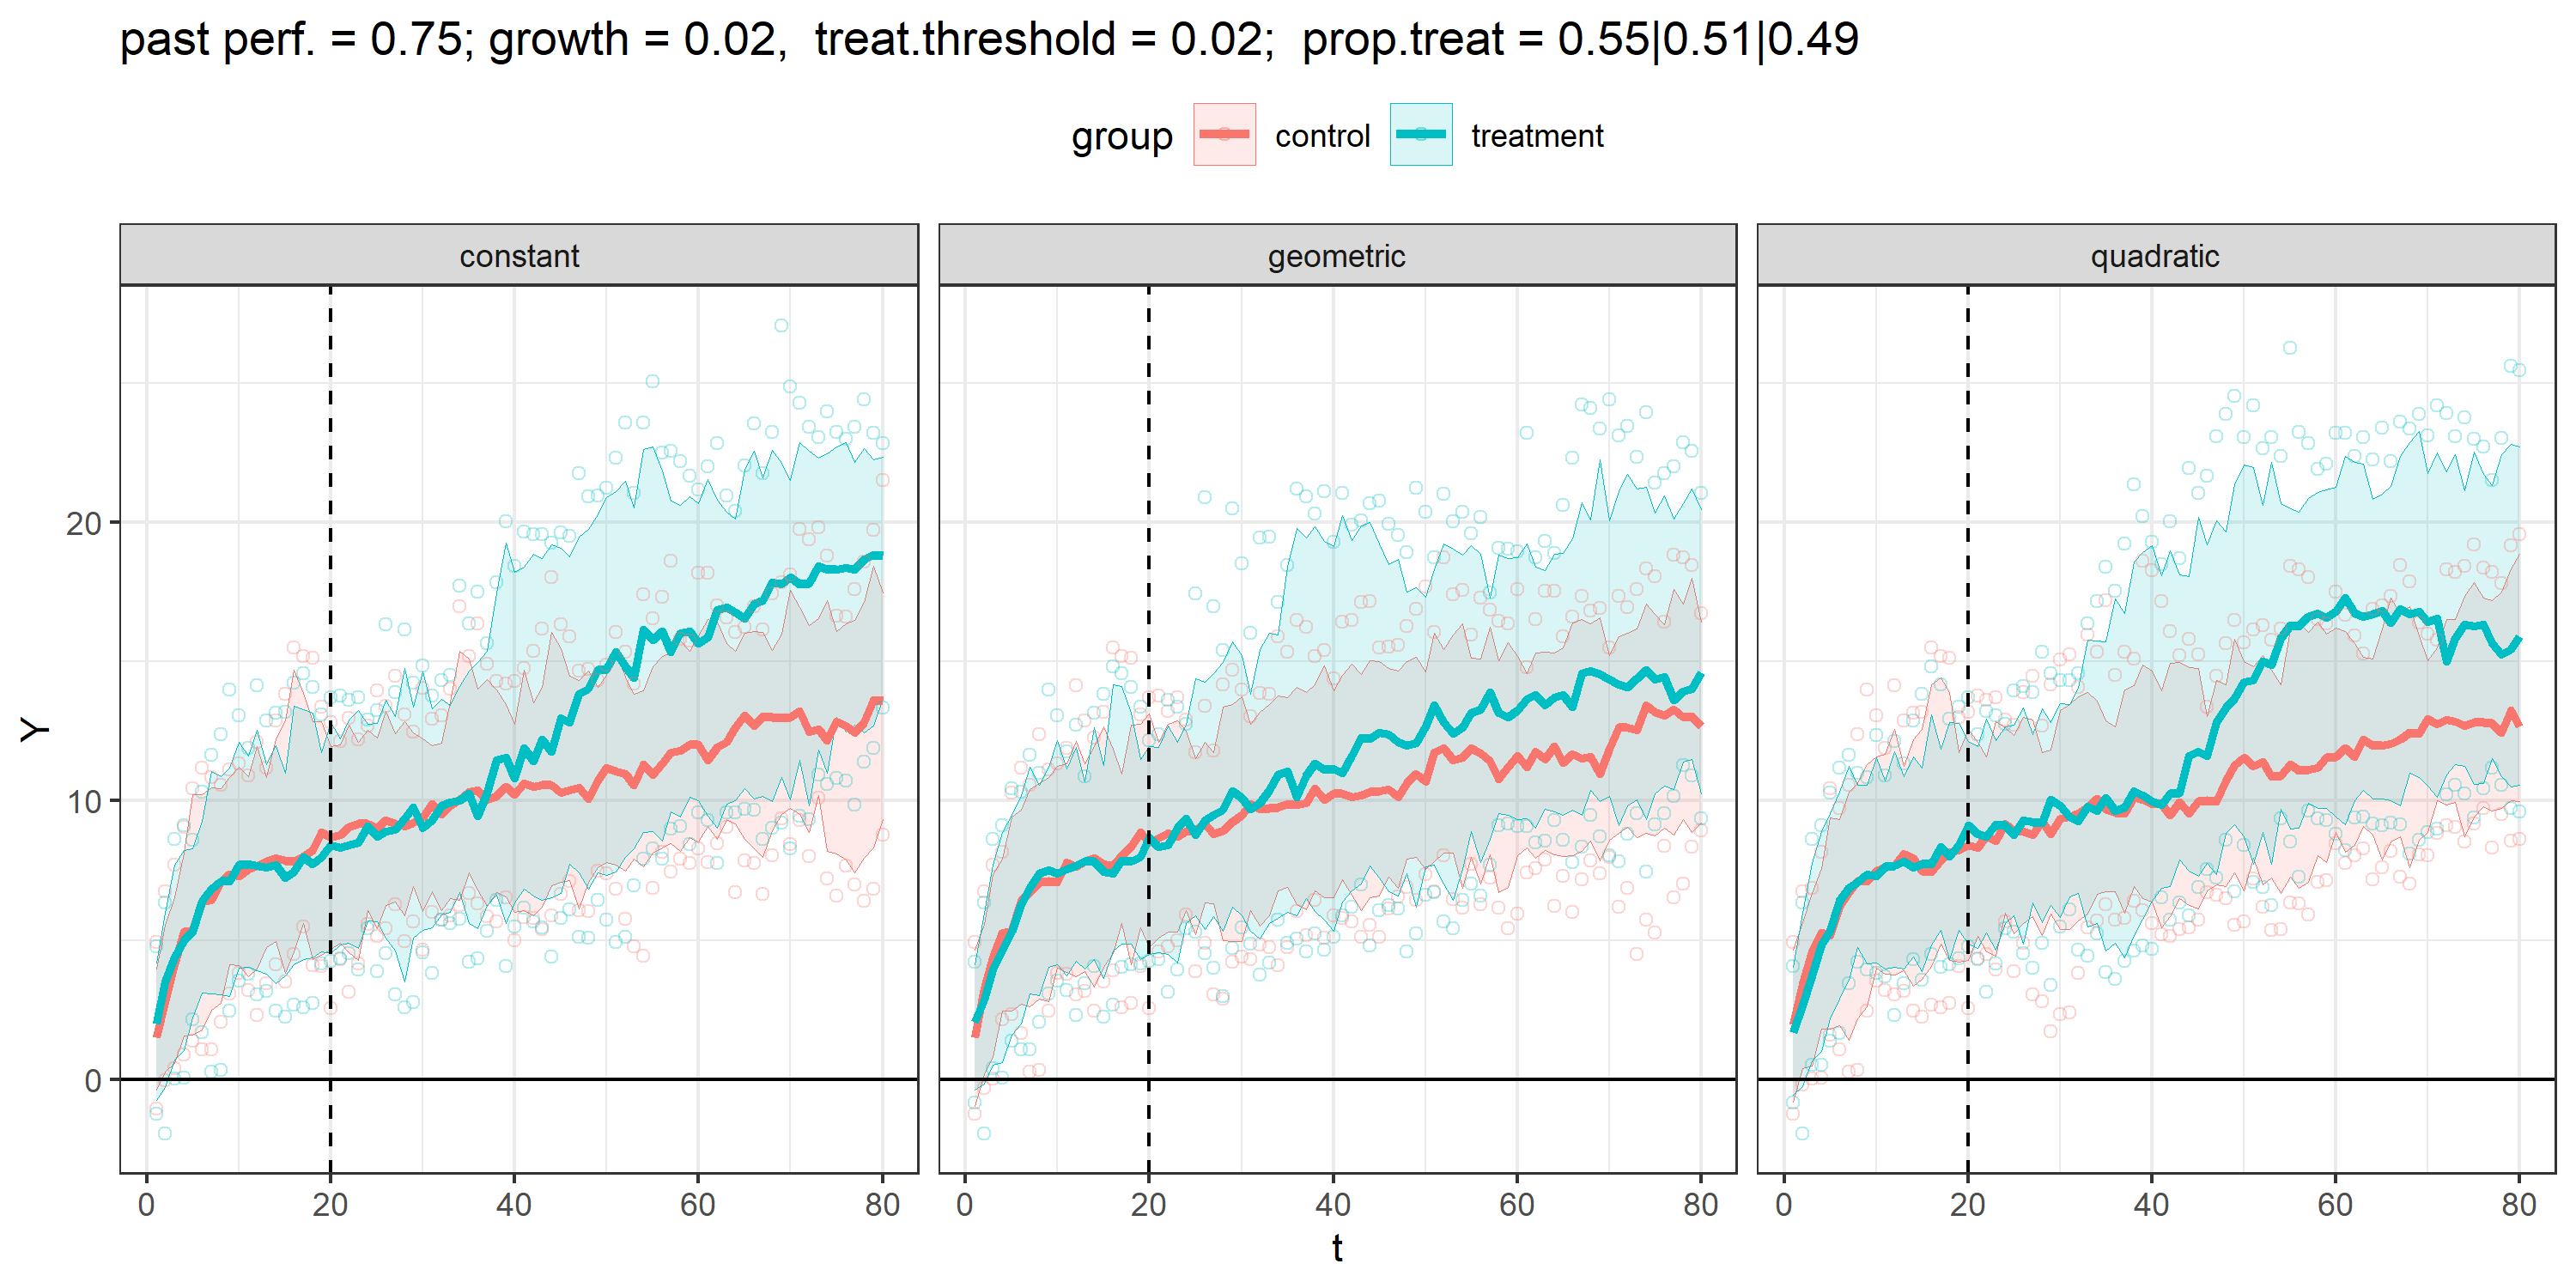 past perf. = 0.75; growth = 0.02,  treat.threshold = 0.02;  prop.treat = 0.55|0.51|0.49
group control treatment
constant geometric quadratic
Y
20
10
0
0 20 40 60 80 0 20 40 60 80 0 20 40 60 80
t